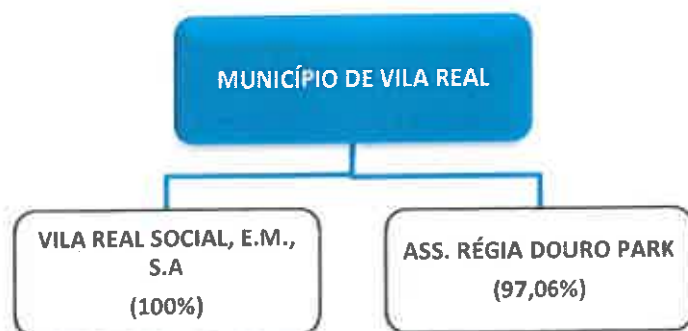 MUNICÍPIO DE VILA REAL
VILA REAL SOCIAL, E.M.,
S.A
(100%)
ASS. RÉGIA DOURO PARK
(97,06%)